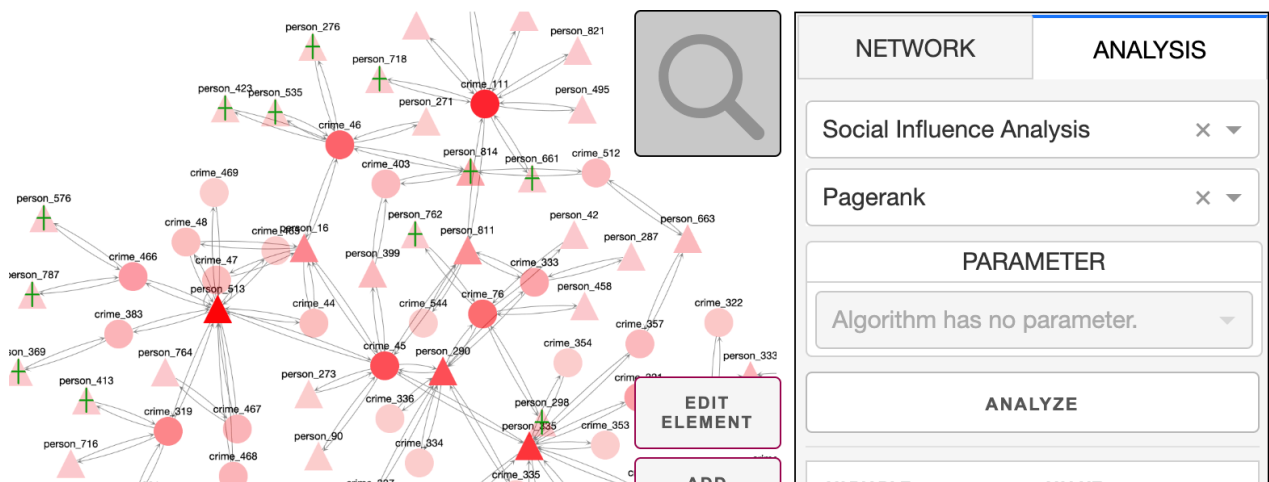 person_276
person_821
person_718
crime_111
person_423
person_535
person_271
person_495
crime_46
person_814
person_661
crime_512
crime_403
crime_469
person_576
person_762
person_42
crime_48
person_16
person_811
person_287
person_663
crime_466
crime_47
person_399
crime_333
person_787
person_513
crime_544
crime_76
person_458
crime_44
crime_322
crime_383
crime_357
crime_45
person_290
crime_354
person_764
person_333
person_413
person_273
crime_336
person_298
crime_319
crime_467
person_335
crime_353
person_716
person_90
crime_334
crime_468
crime_335
EDIT
ELEMENT
NETWORK
ANALYSIS
Social Influence Analysis
Pagerank
PARAMETER
Algorithm has no parameter.
ANALYZE